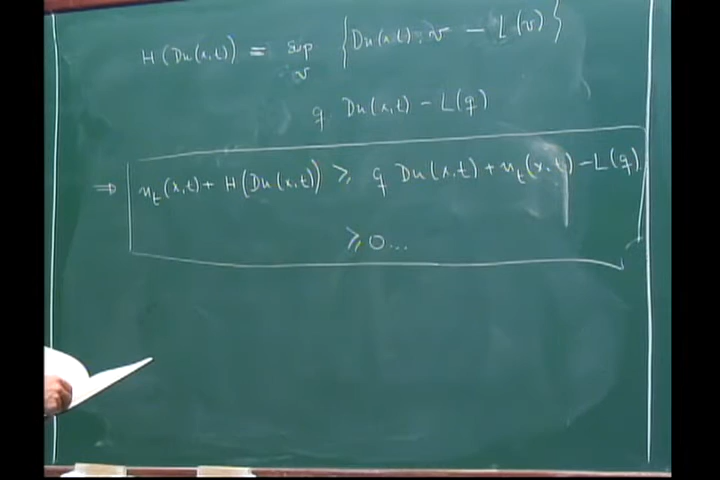 H(Du(x,t)) = sup {Du(x,t).v - L(v)}
v
q Du(x,t) - L(q)
⇒ u_t(x,t) + H(Du(x,t)) ≥ q Du(x,t) + u_t(x,t) - L(q)
≥ 0...